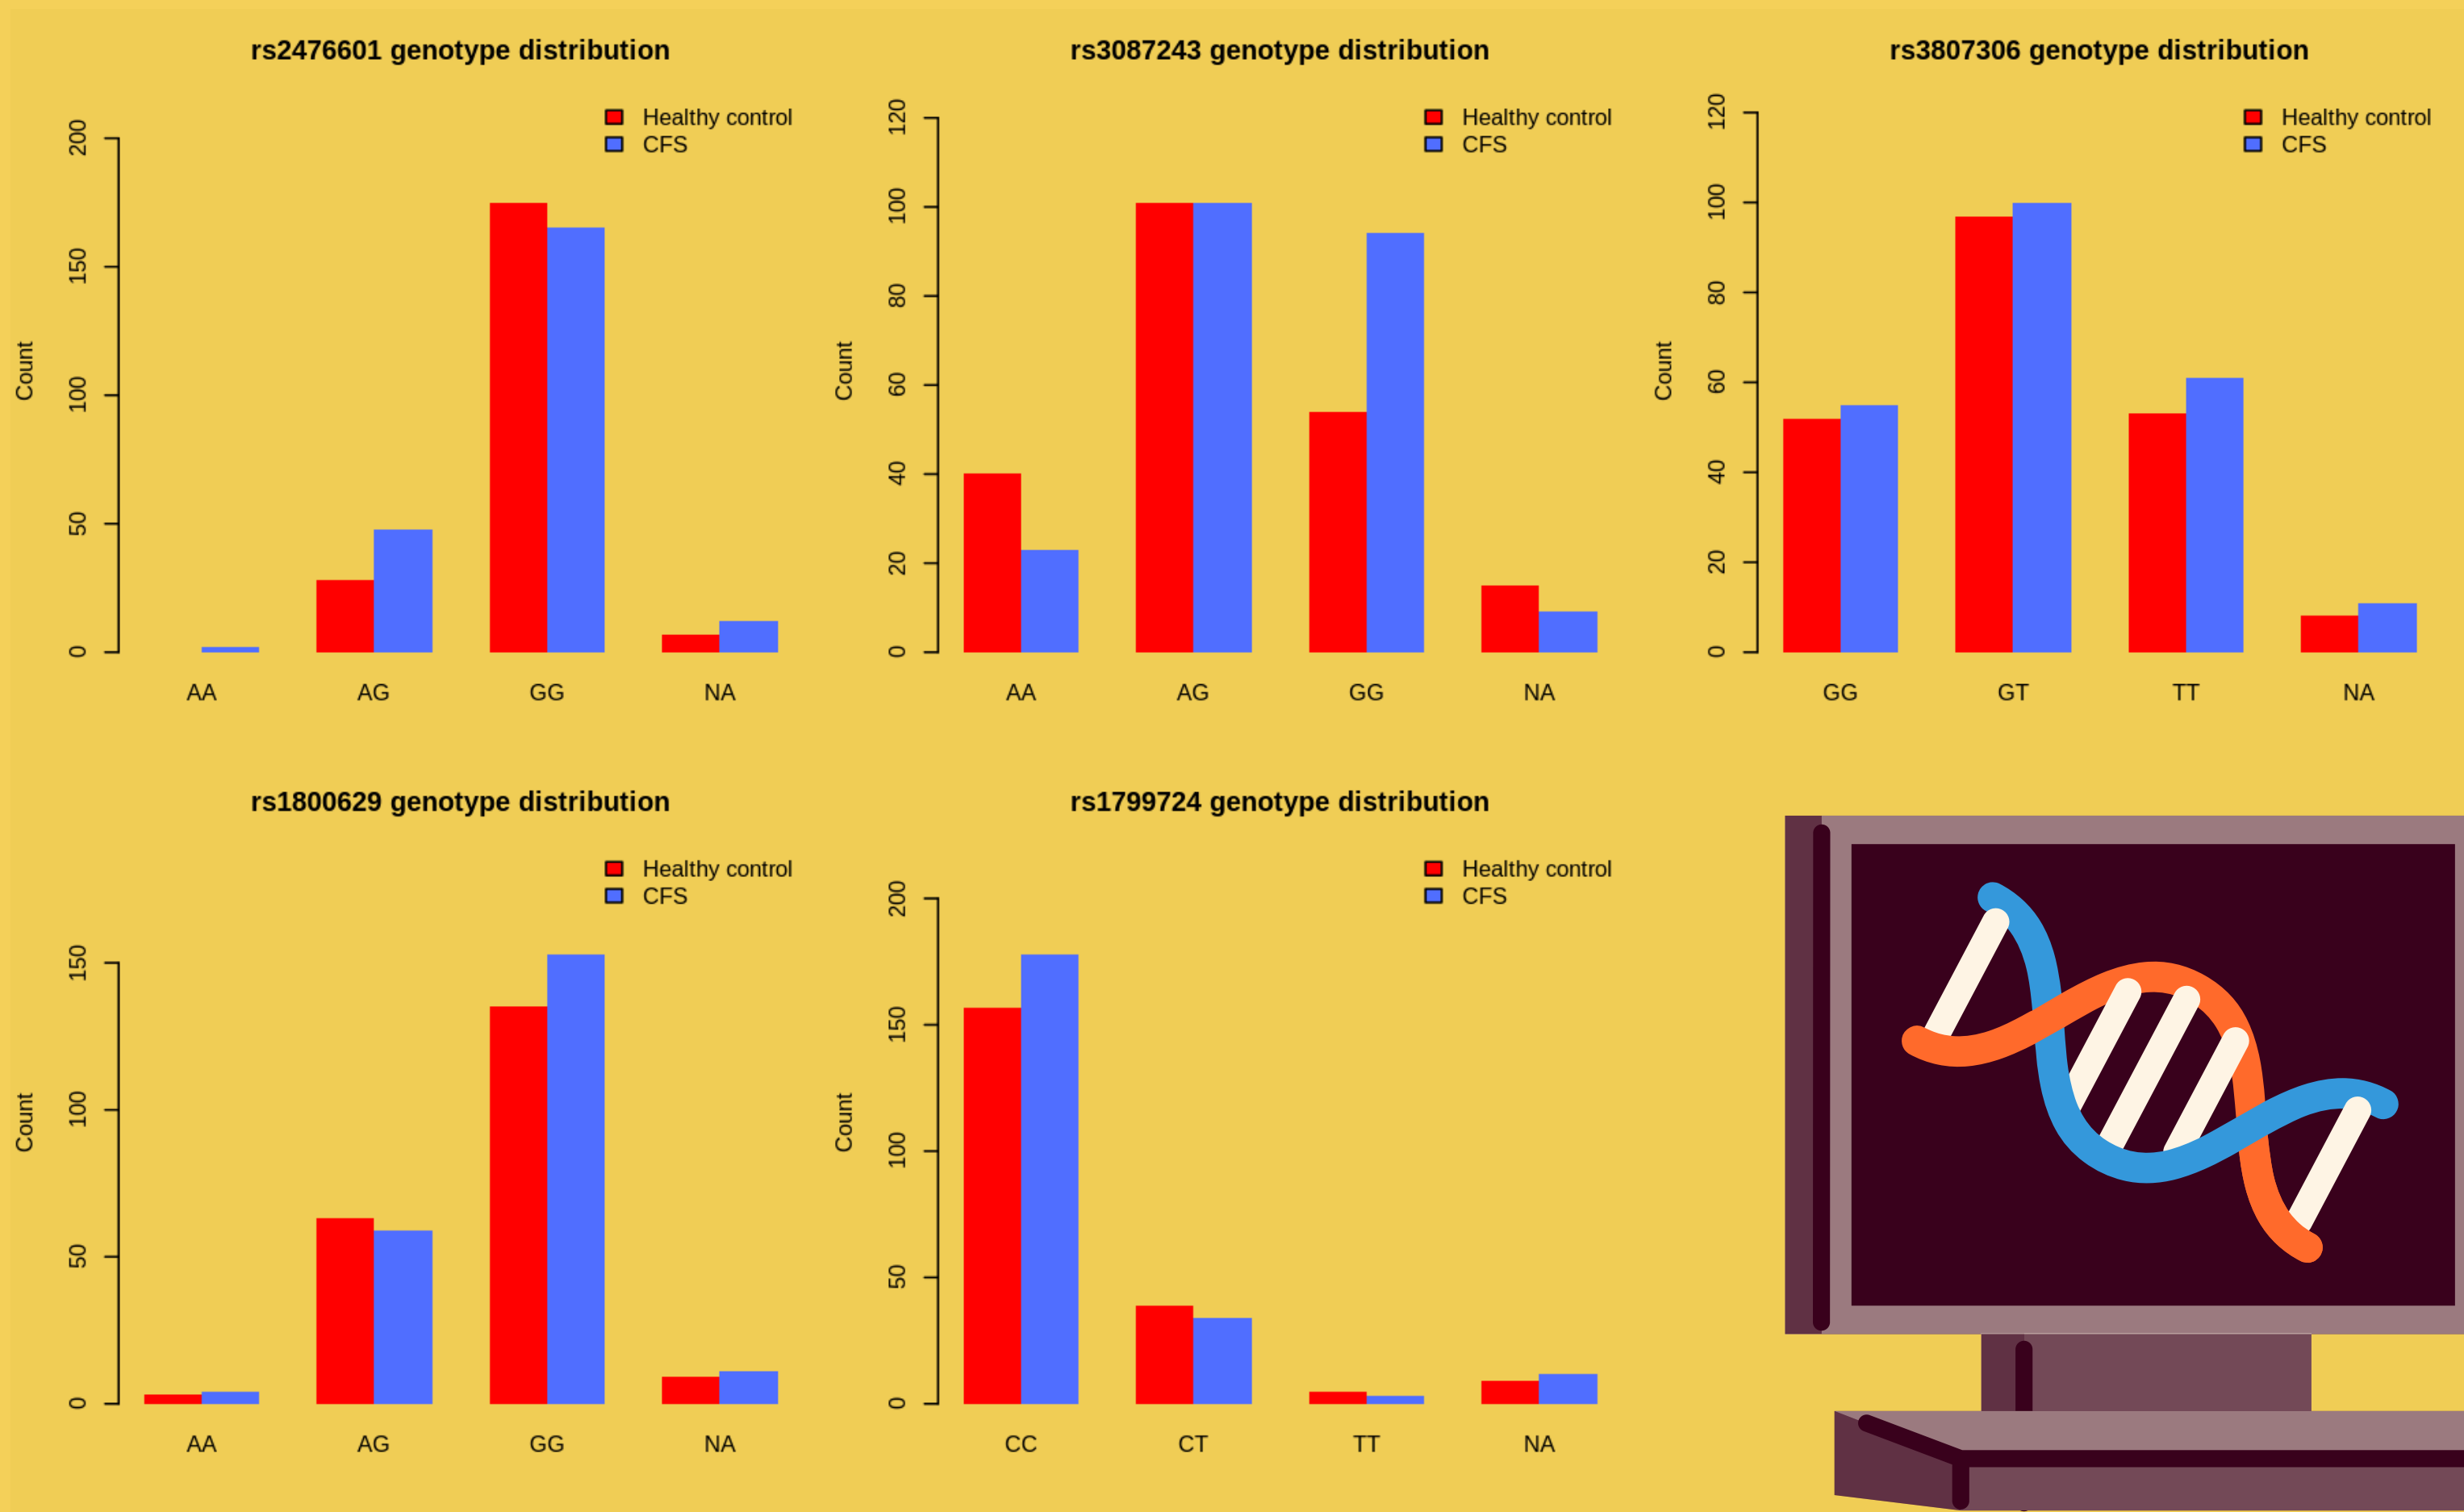 rs2476601 genotype distribution
Healthy control
CFS
Count
200
150
100
50
0
AA AG GG NA
rs3087243 genotype distribution
Healthy control
CFS
Count
120
100
80
60
40
20
0
AA AG GG NA
rs3807306 genotype distribution
Healthy control
CFS
Count
120
100
80
60
40
20
0
GG GT TT NA
rs1800629 genotype distribution
Healthy control
CFS
Count
150
100
50
0
AA AG GG NA
rs1799724 genotype distribution
Healthy control
CFS
Count
200
150
100
50
0
CC CT TT NA